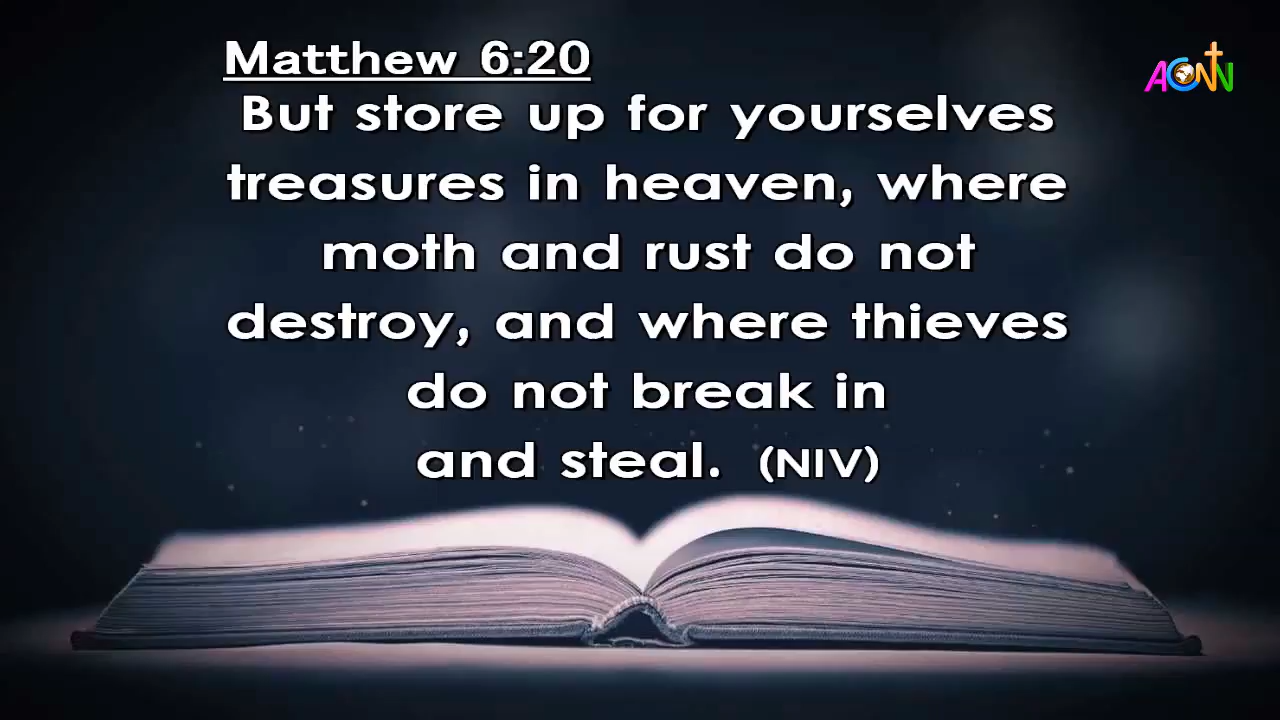 Matthew 6:20
ACNN
But store up for yourselves
treasures in heaven, where
moth and rust do not
destroy, and where thieves
do not break in
and steal. (NIV)